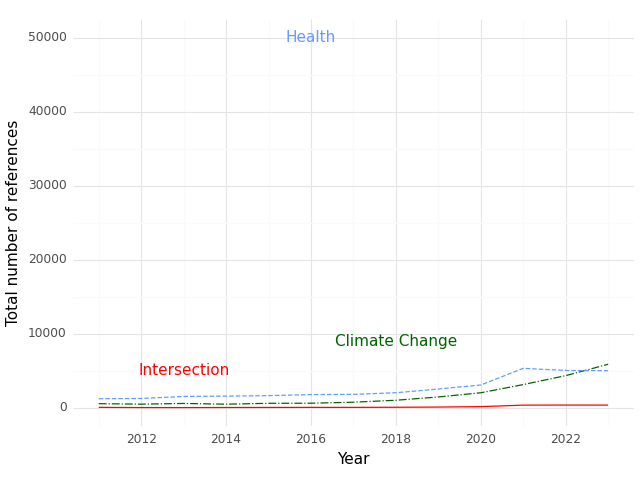 50000
40000
30000
20000
10000
0
Total number of references
Health
Climate Change
Intersection
2012
2014
2016
2018
2020
2022
Year